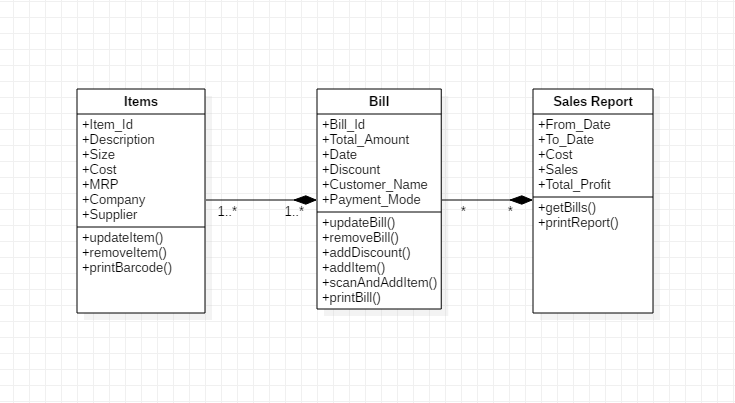 Items
+Item_Id
+Description
+Size
+Cost
+MRP
+Company
+Supplier
+updateItem()
+removeItem()
+printBarcode()
1..*
1..*
Bill
+Bill_Id
+Total_Amount
+Date
+Discount
+Customer_Name
+Payment_Mode
+updateBill()
+removeBill()
+addDiscount()
+addItem()
+scanAndAddItem()
+printBill()
*
*
Sales Report
+From_Date
+To_Date
+Cost
+Sales
+Total_Profit
+getBills()
+printReport()